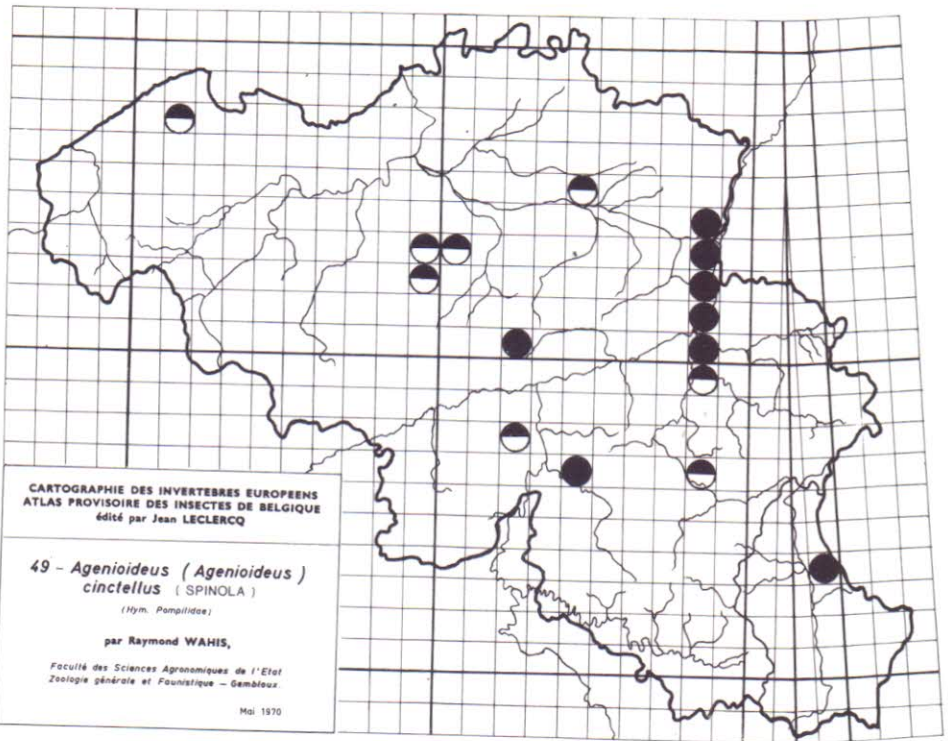 CARTOGRAPHIE DES INVERTEBRES EUROPEENS
ATLAS PROVISOIRE DES INSECTES DE BELGIQUE
édité par Jean LECLERCQ
49 - Agenioideus (Agenioideus)
cinctellus (SPINOLA)
(Hym. Pompilidae)
par Raymond WAHIS,
Faculté des Sciences Agronomiques de l'Etat
Zoologie générale et Faunistique - Gembloux.
Mai 1970